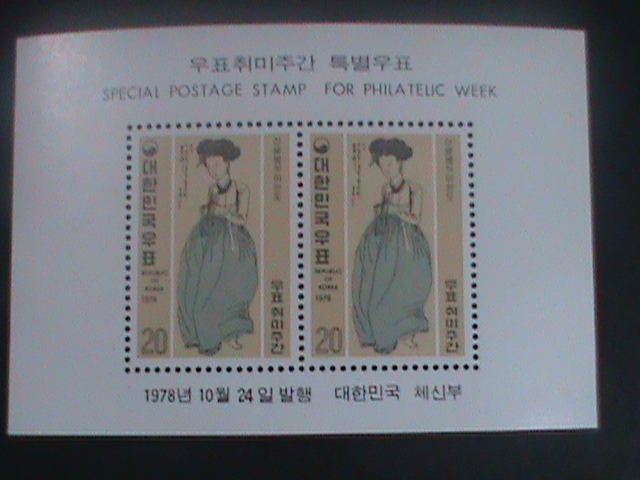 우표취미주간 특별우표
SPECIAL POSTAGE STAMP FOR PHILATELIC WEEK
대한민국우표
REPUBLIC
OF
KOREA
1978
20
우표취미주간
대한민국우표
REPUBLIC
OF
KOREA
1978
20
우표취미주간
1978년 10월 24일 발행 대한민국 체신부